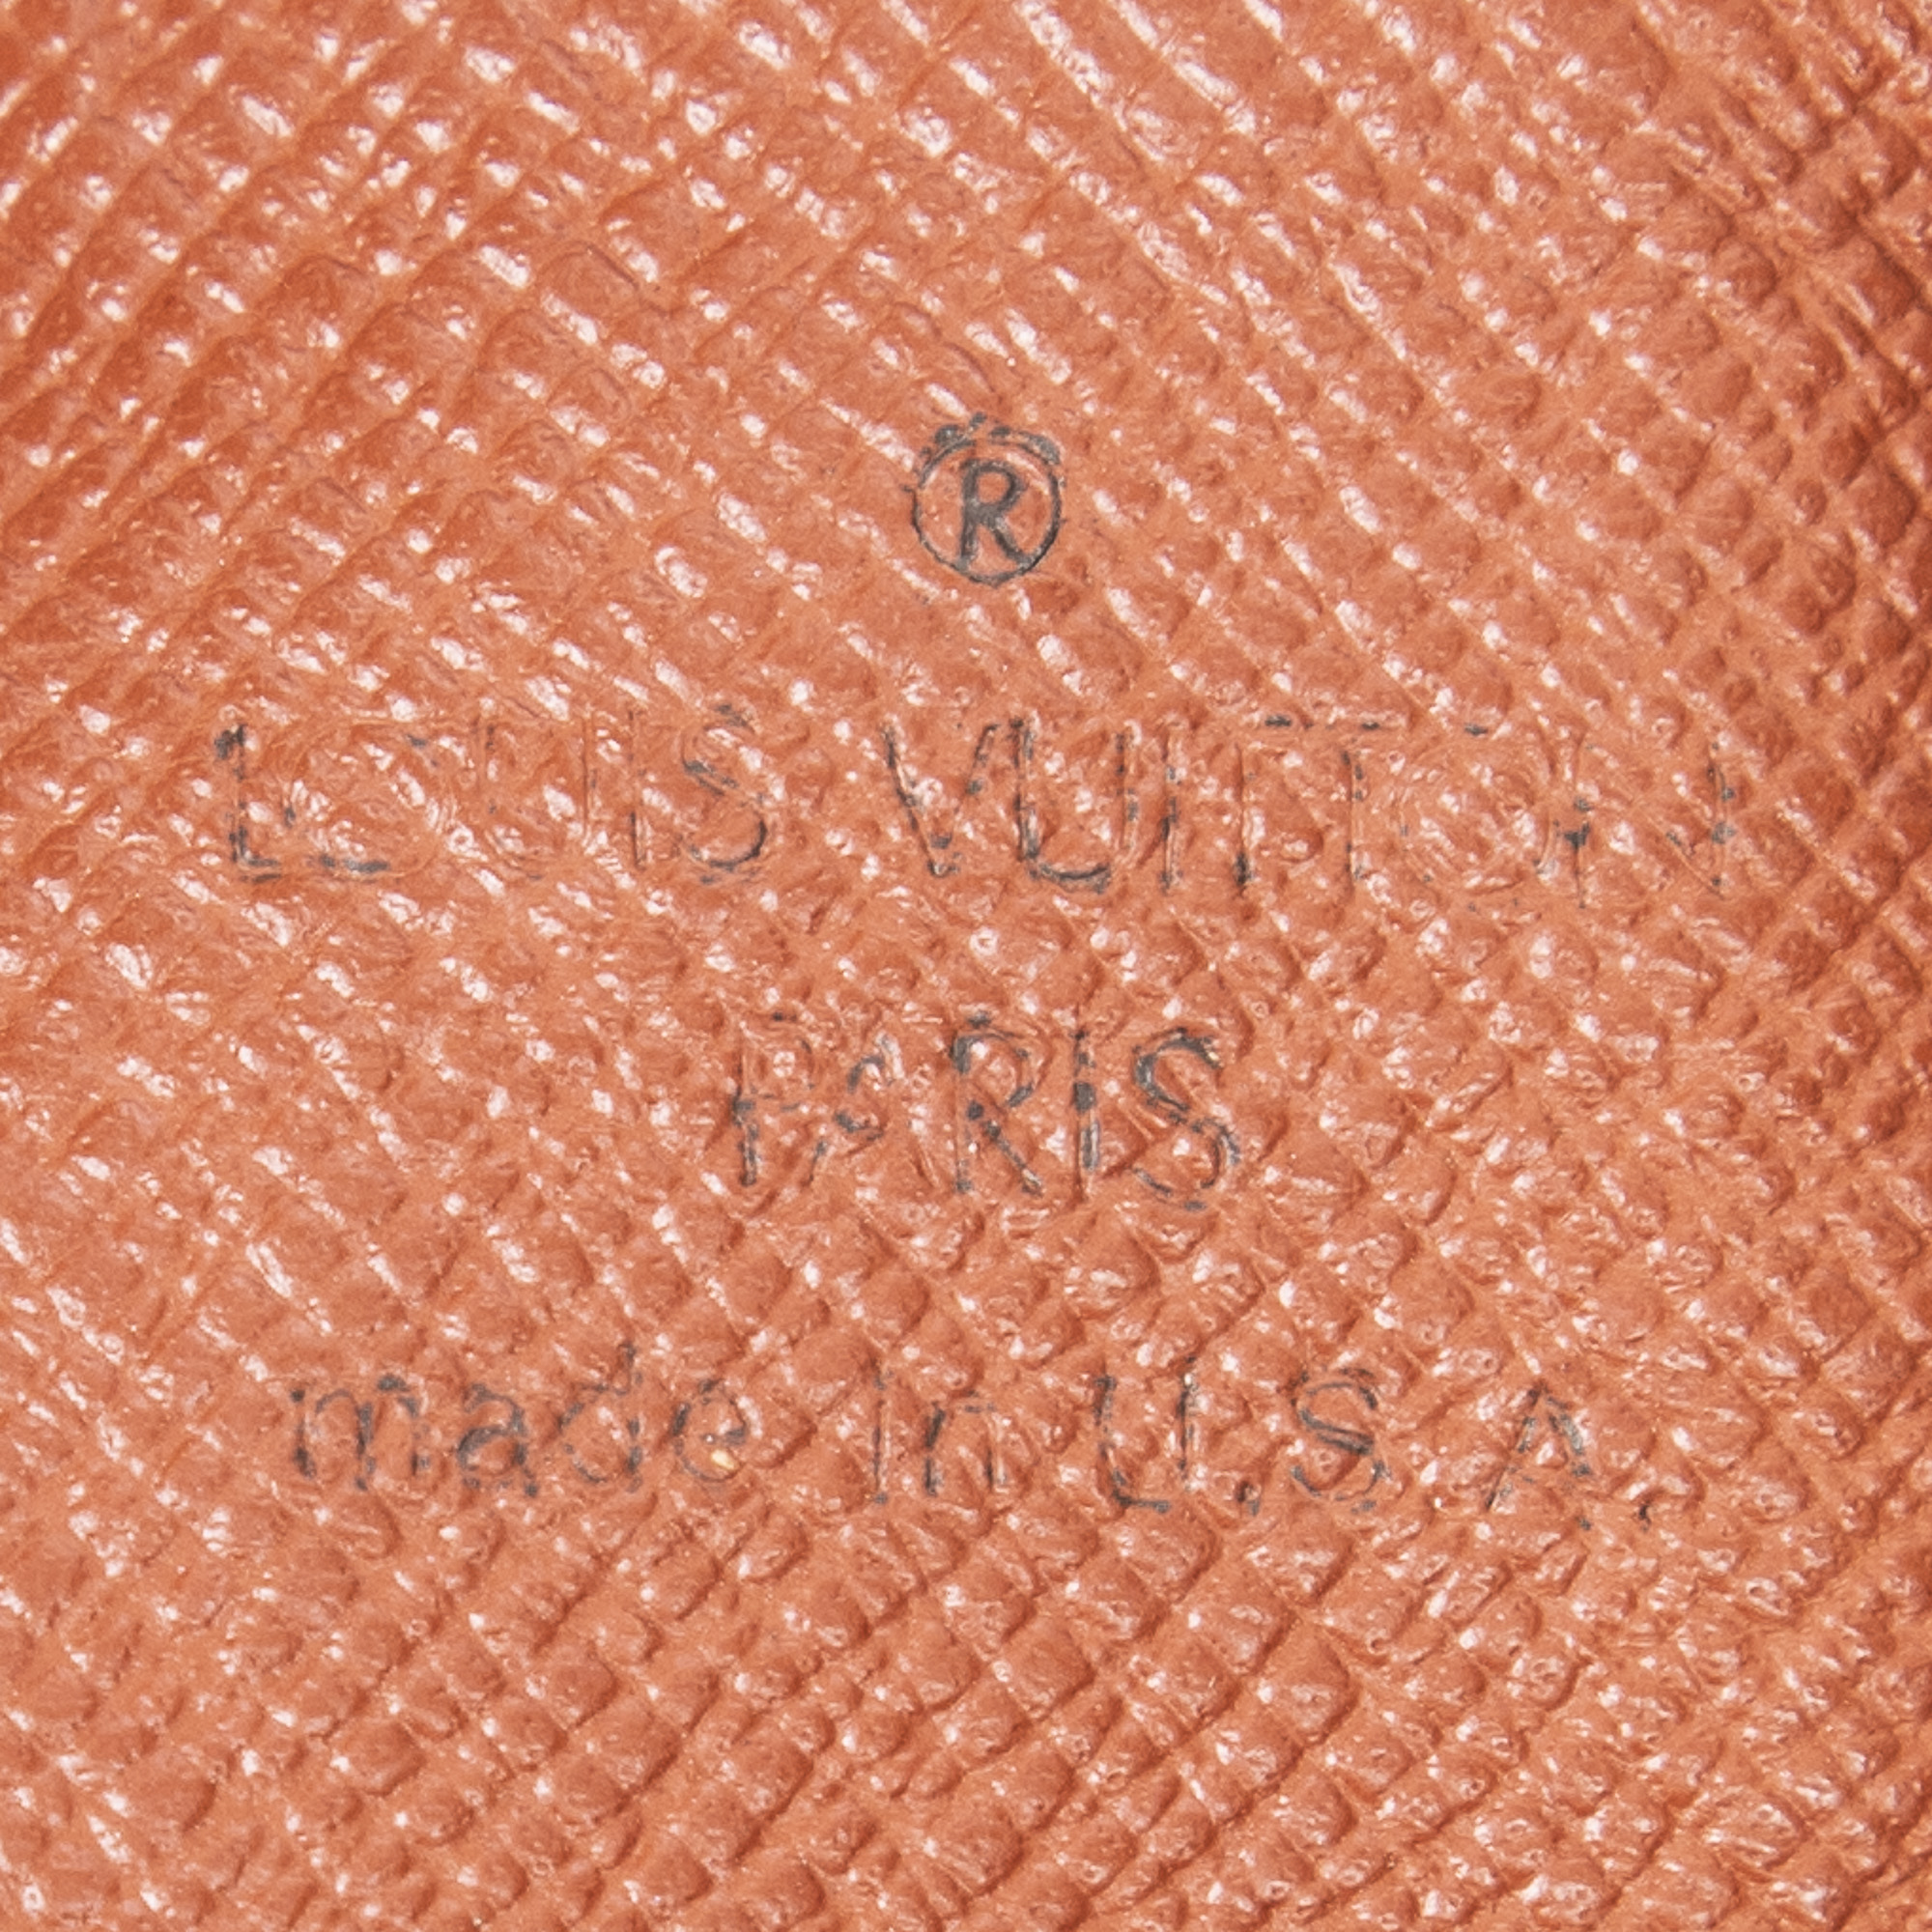 ®
LOUIS VUITTON
PARIS
made in U.S.A.